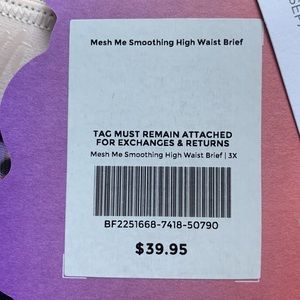 Mesh Me Smoothing High Waist Brief
TAG MUST REMAIN ATTACHED
FOR EXCHANGES & RETURNS
Mesh Me Smoothing High Waist Brief | 3X
BF2251668-7418-50790
$39.95